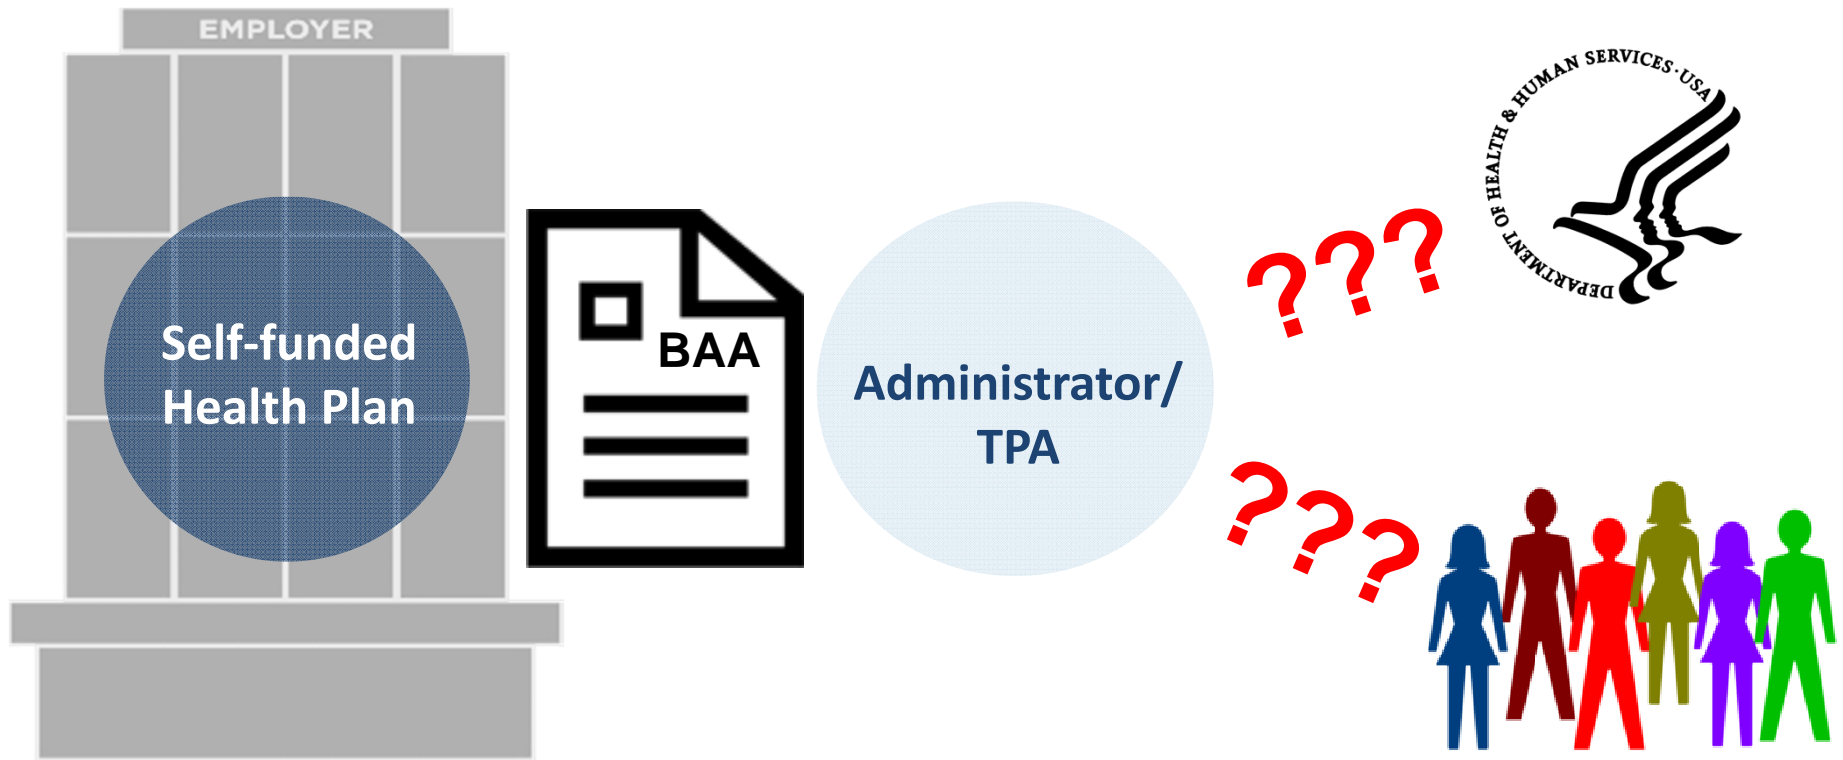 EMPLOYER
Self-funded
Health Plan
BAA
Administrator/
TPA
???
DEPARTMENT OF HEALTH & HUMAN SERVICES·USA
???